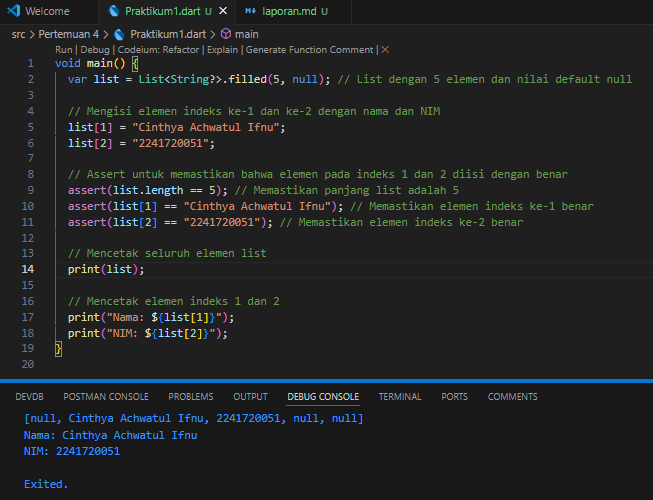 Welcome Praktikum1.dart U laporan.md U
src > Pertemuan 4 > Praktikum1.dart > main
Run | Debug | Codeium: Refactor | Explain | Generate Function Comment | ×
1 void main() {
2 var list = List<String?>.filled(5, null); // List dengan 5 elemen dan nilai default null
3
4 // Mengisi elemen indeks ke-1 dan ke-2 dengan nama dan NIM
5 list[1] = "Cinthya Achwatul Ifnu";
6 list[2] = "2241720051";
7
8 // Assert untuk memastikan bahwa elemen pada indeks 1 dan 2 diisi dengan benar
9 assert(list.length == 5); // Memastikan panjang list adalah 5
10 assert(list[1] == "Cinthya Achwatul Ifnu"); // Memastikan elemen indeks ke-1 benar
11 assert(list[2] == "2241720051"); // Memastikan elemen indeks ke-2 benar
12
13 // Mencetak seluruh elemen list
14 print(list);
15
16 // Mencetak elemen indeks 1 dan 2
17 print("Nama: ${list[1]}");
18 print("NIM: ${list[2]}");
19 }
20
DEVDB POSTMAN CONSOLE PROBLEMS OUTPUT DEBUG CONSOLE TERMINAL PORTS COMMENTS
[null, Cinthya Achwatul Ifnu, 2241720051, null, null]
Nama: Cinthya Achwatul Ifnu
NIM: 2241720051
Exited.